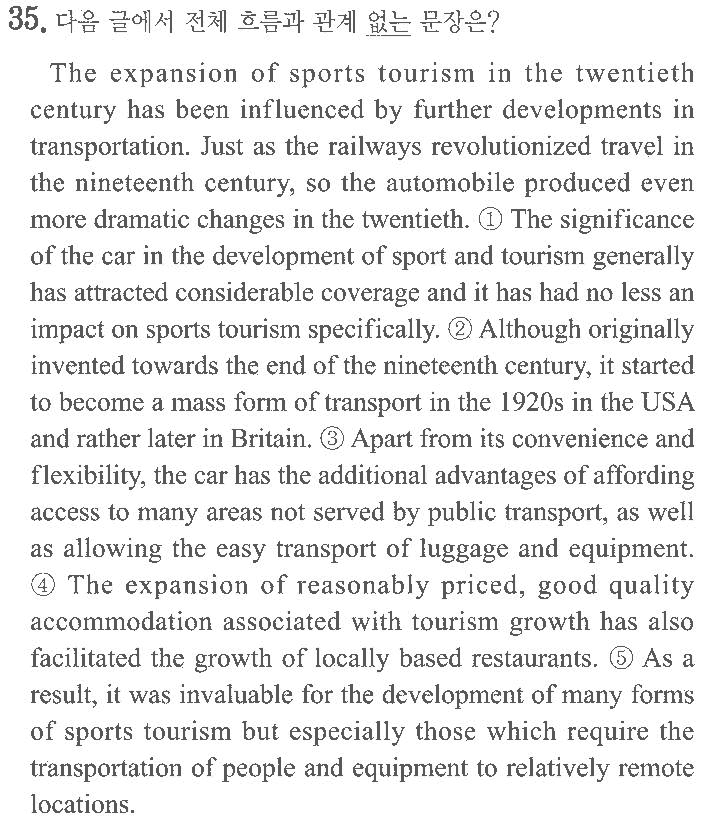 35. 다음 글에서 전체 흐름과 관계 없는 문장은?
The expansion of sports tourism in the twentieth
century has been influenced by further developments in
transportation. Just as the railways revolutionized travel in
the nineteenth century, so the automobile produced even
more dramatic changes in the twentieth. ① The significance
of the car in the development of sport and tourism generally
has attracted considerable coverage and it has had no less an
impact on sports tourism specifically. ② Although originally
invented towards the end of the nineteenth century, it started
to become a mass form of transport in the 1920s in the USA
and rather later in Britain. ③ Apart from its convenience and
flexibility, the car has the additional advantages of affording
access to many areas not served by public transport, as well
as allowing the easy transport of luggage and equipment.
④ The expansion of reasonably priced, good quality
accommodation associated with tourism growth has also
facilitated the growth of locally based restaurants. ⑤ As a
result, it was invaluable for the development of many forms
of sports tourism but especially those which require the
transportation of people and equipment to relatively remote
locations.